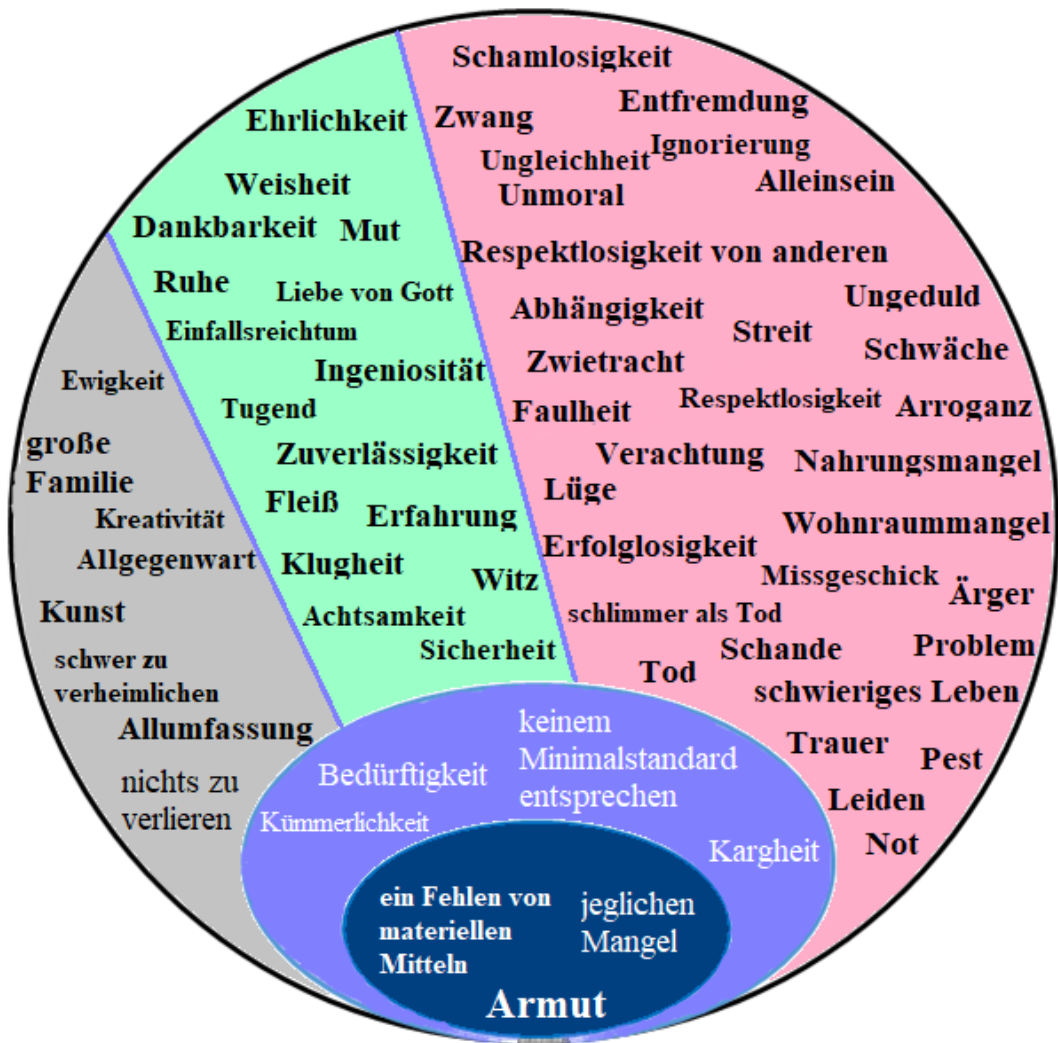 Schamlosigkeit
Entfremdung
Ehrlichkeit
Zwang
Ignorierung
Ungleichheit
Alleinsein
Weisheit
Unmoral
Dankbarkeit
Mut
Respektlosigkeit von anderen
Ruhe
Liebe von Gott
Abhängigkeit
Ungeduld
Einfallsreichtum
Streit
Schwäche
Zwietracht
Ingeniosität
Ewigkeit
Respektlosigkeit
Arroganz
Tugend
Faulheit
große
Familie
Zuverlässigkeit
Verachtung
Nahrungsmangel
Lüge
Fleiß
Erfahrung
Kreativität
Wohnraummangel
Allgegenwart
Erfolglosigkeit
Klugheit
Witz
Missgeschick
Ärger
Kunst
Achtsamkeit
schlimmer als Tod
Sicherheit
Schande
Problem
schwer zu
verheimlichen
Tod
schwieriges Leben
Allumfassung
Trauer
Pest
nichts zu
verlieren
Leiden
Not
keinem
Minimalstandard
entsprechen
Bedürftigkeit
Kümmerlichkeit
Kargheit
ein Fehlen von
materiellen
Mitteln
jeglichen
Mangel
Armut